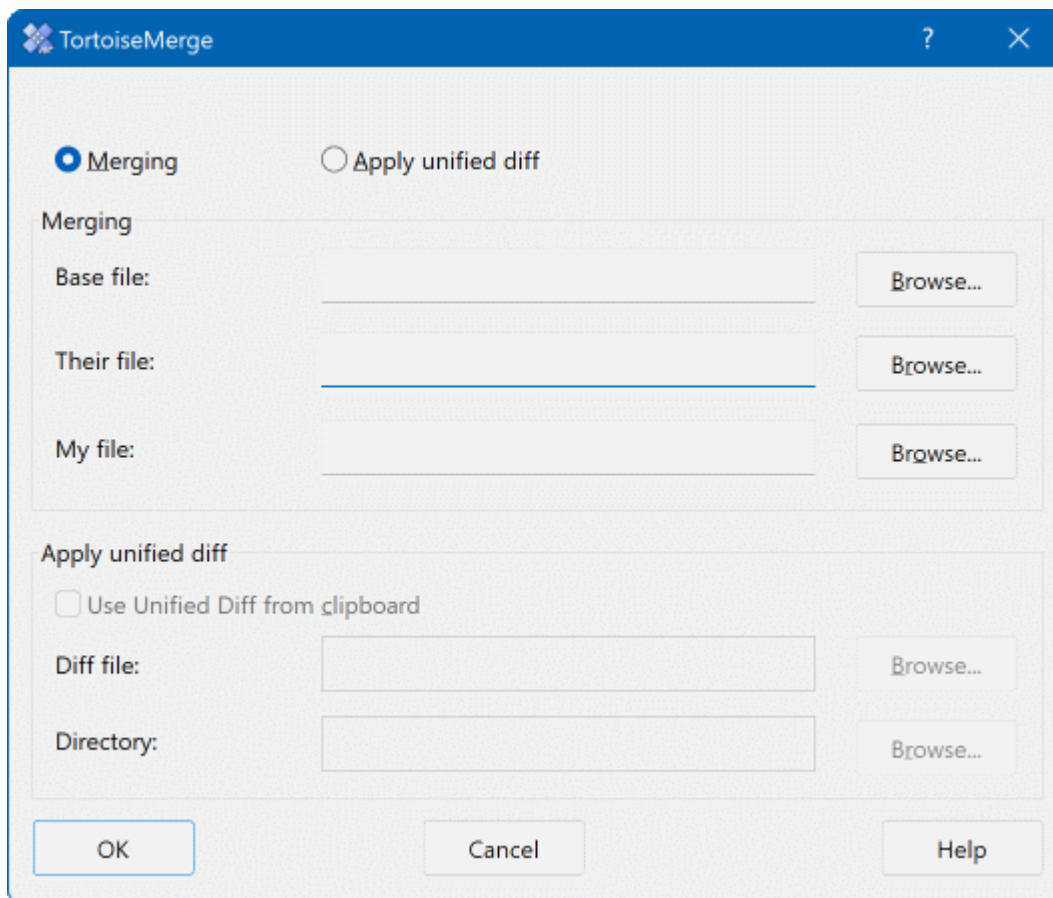 TortoiseMerge ?
Merging Apply unified diff
Merging
Base file: Browse...
Their file: Browse...
My file: Browse...
Apply unified diff
Use Unified Diff from clipboard
Diff file: Browse...
Directory: Browse...
OK Cancel Help